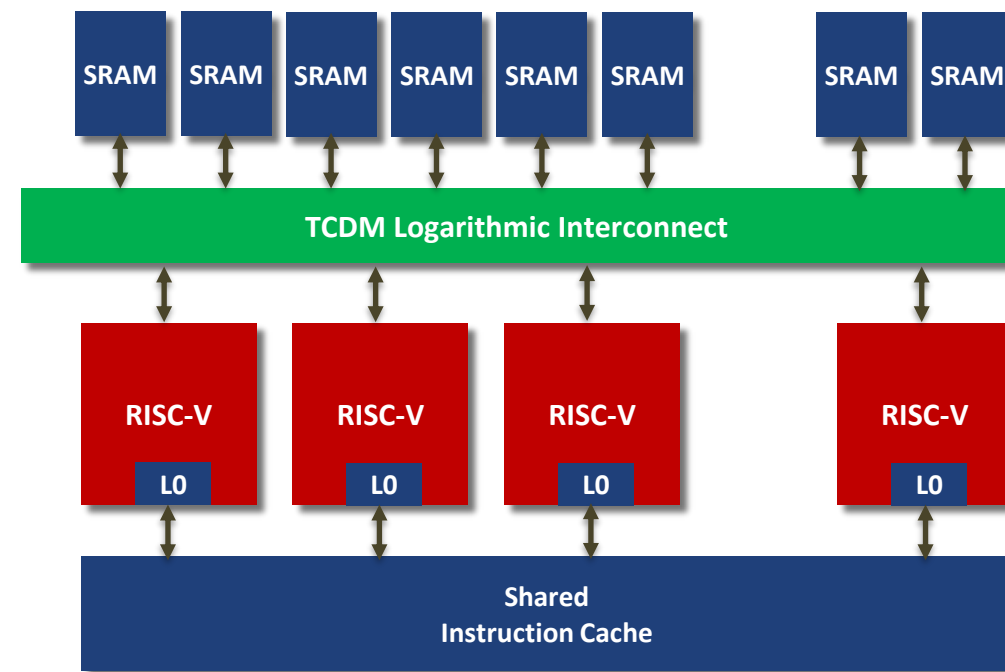 SRAM SRAM SRAM SRAM SRAM SRAM SRAM SRAM
TCDM Logarithmic Interconnect
RISC-V RISC-V RISC-V RISC-V
L0 L0 L0 L0
Shared
Instruction Cache